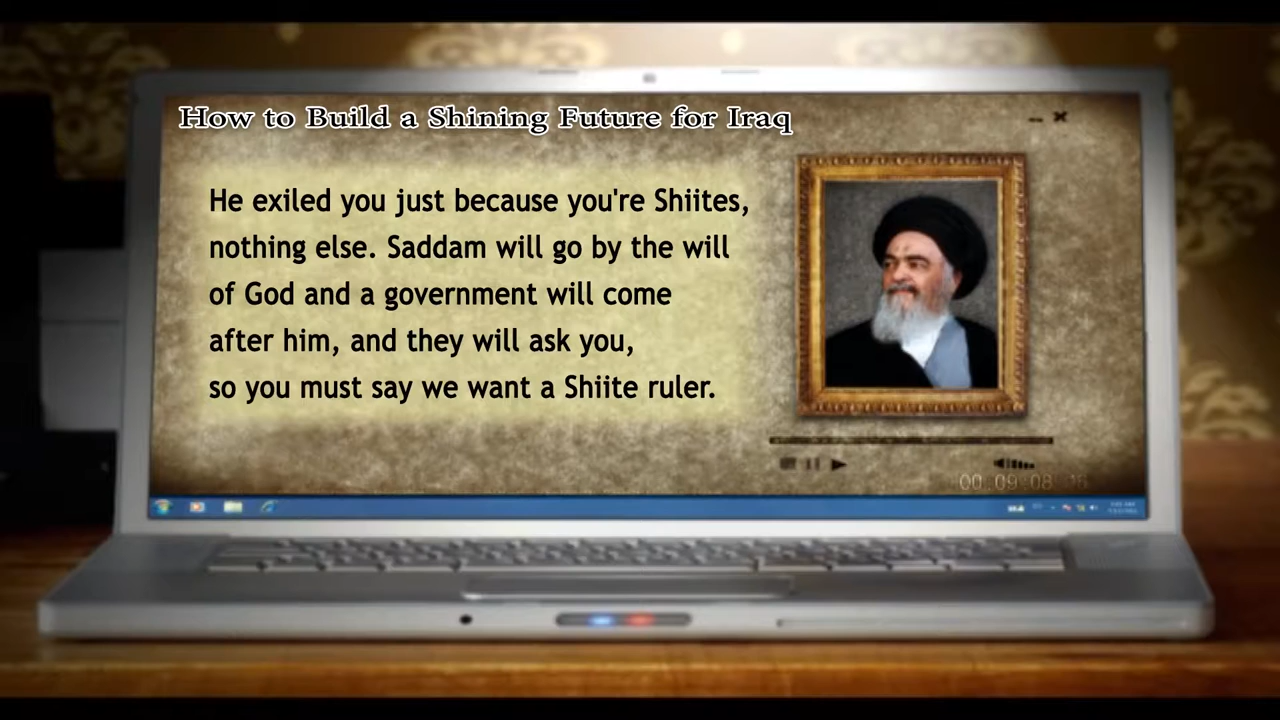 How to Build a Shining Future for Iraq
He exiled you just because you're Shiites,
nothing else. Saddam will go by the will
of God and a government will come
after him, and they will ask you,
so you must say we want a Shiite ruler.